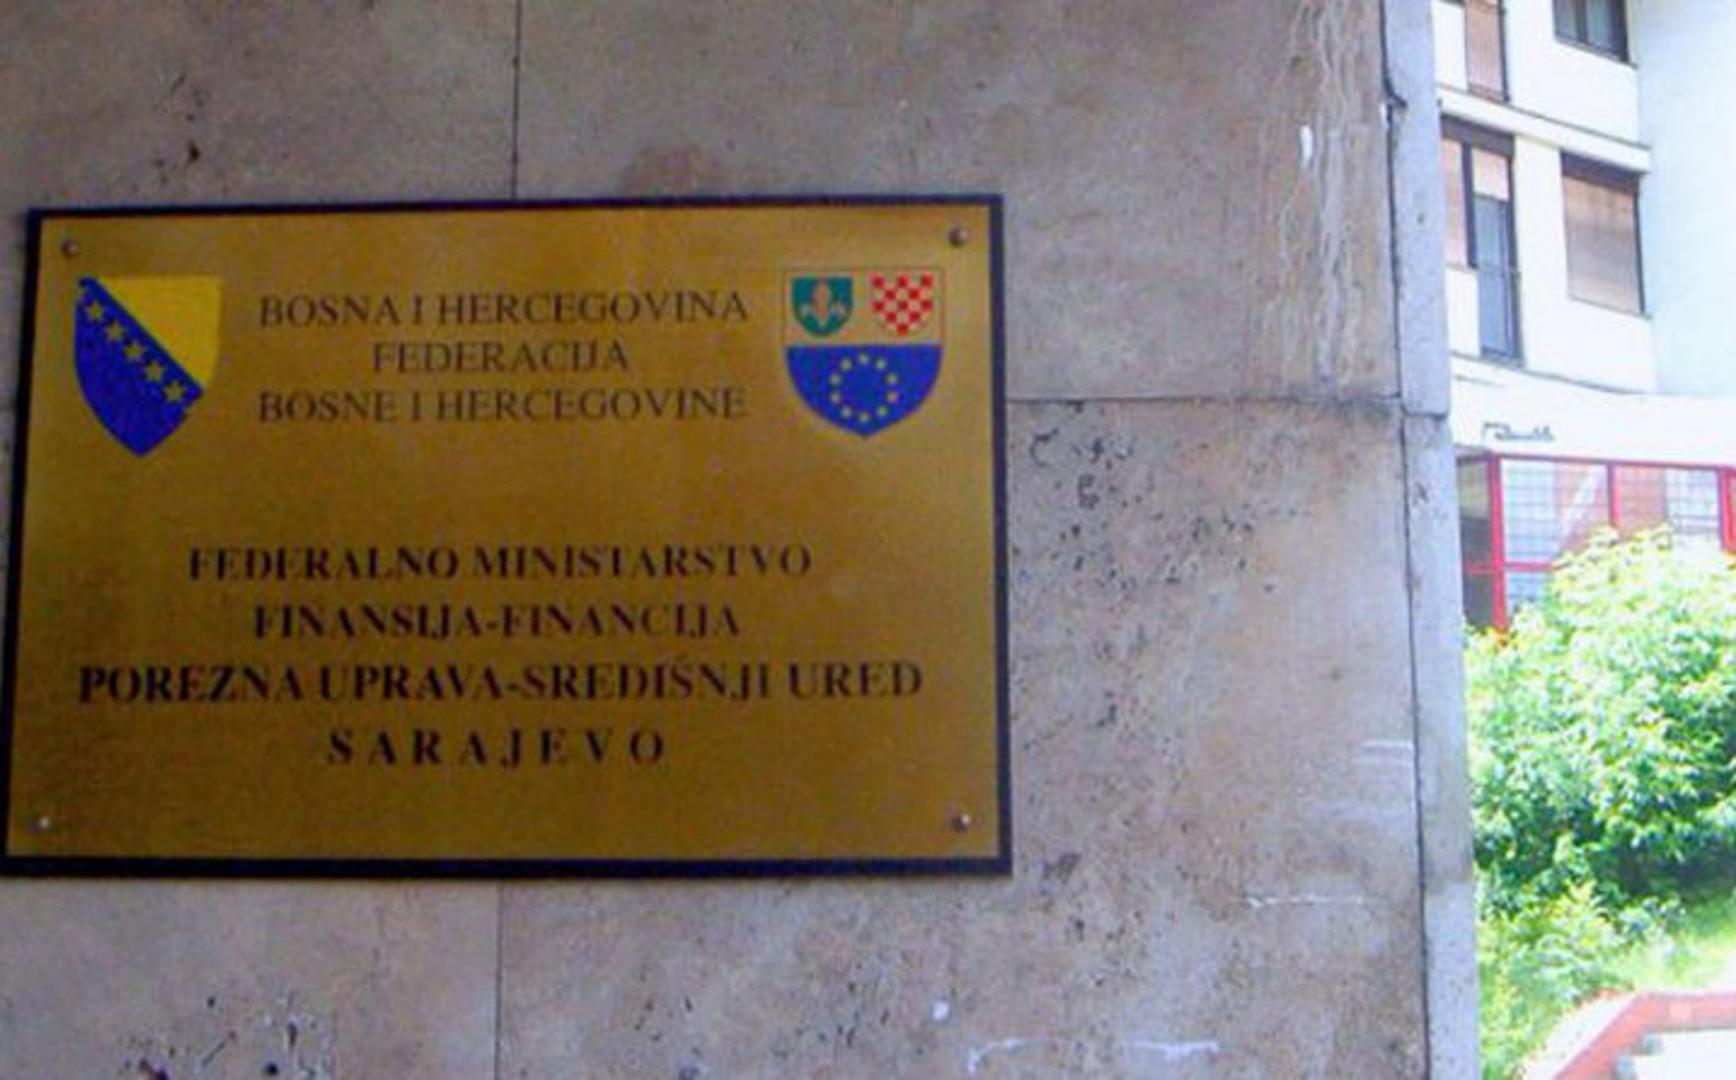 BOSNA I HERCEGOVINA
FEDERACIJA
BOSNE I HERCEGOVINE
FEDERALNO MINISTARSTVO
FINANSIJA-FINANCIJA
POREZNA UPRAVA-SREDIŠNJI URED
SARAJEVO